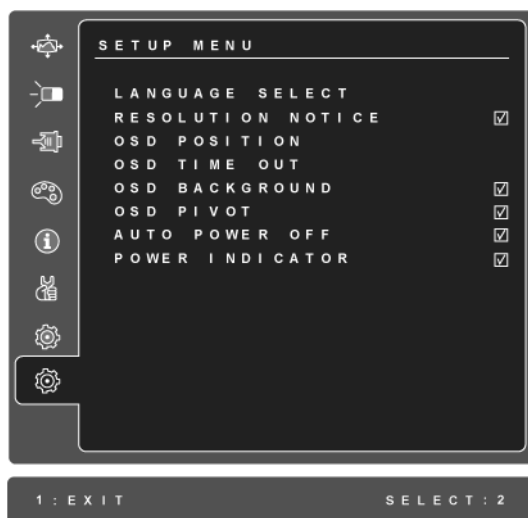 SETUP MENU
LANGUAGE SELECT
RESOLUTION NOTICE
OSD POSITION
OSD TIME OUT
OSD BACKGROUND
OSD PIVOT
AUTO POWER OFF
POWER INDICATOR
1:EXIT SELECT:2